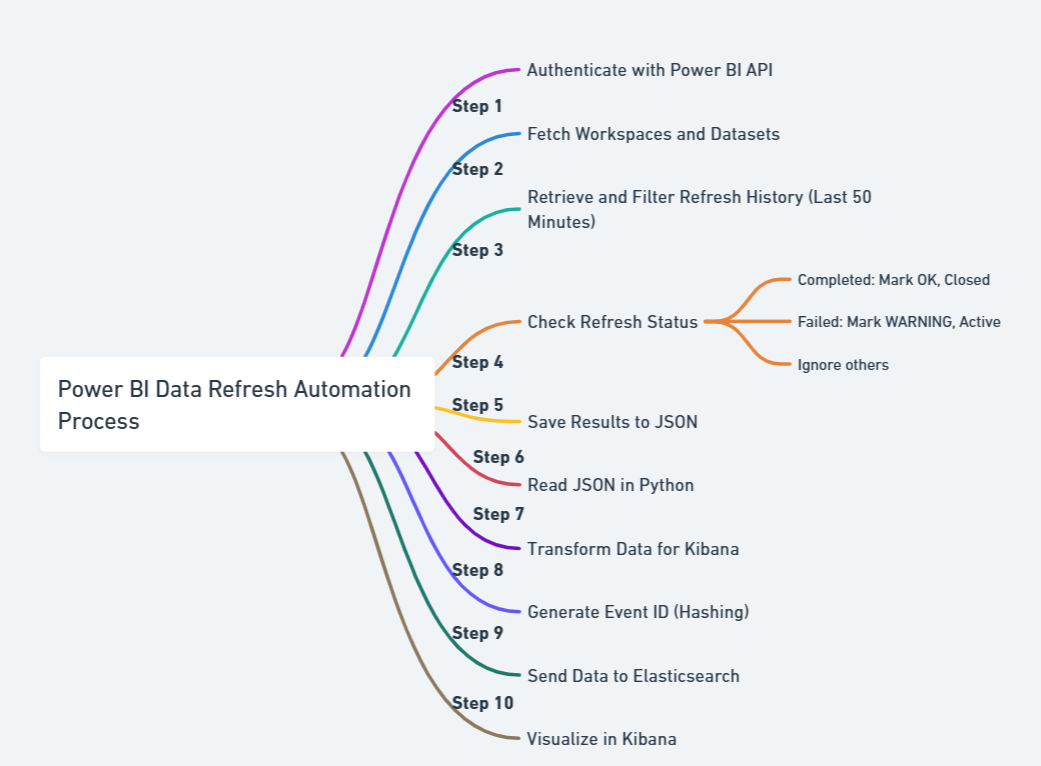 Authenticate with Power BI API
Step 1
Fetch Workspaces and Datasets
Step 2
Retrieve and Filter Refresh History (Last 50
Minutes)
Step 3
Completed: Mark OK, Closed
Check Refresh Status
Failed: Mark WARNING, Active
Step 4
Ignore others
Power BI Data Refresh Automation
Process
Step 5
Save Results to JSON
Step 6
Read JSON in Python
Step 7
Transform Data for Kibana
Step 8
Generate Event ID (Hashing)
Step 9
Send Data to Elasticsearch
Step 10
Visualize in Kibana